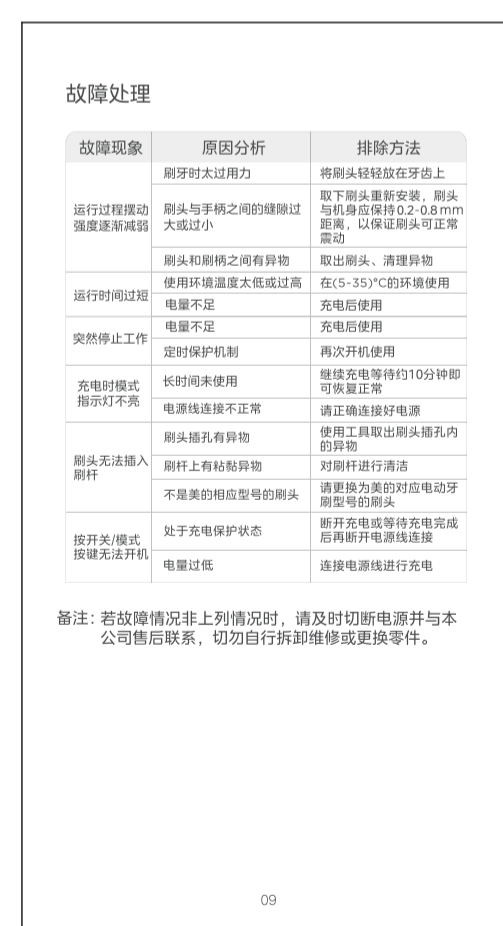 故障处理
故障现象 原因分析 排除方法
运行过程摆动
强度逐渐减弱
刷牙时太过用力
将刷头轻轻放在牙齿上
刷头与手柄之间的缝隙过
大或过小
取下刷头重新安装，刷头
与机身应保持0.2-0.8mm
距离，以保证刷头可正常
震动
刷头和刷柄之间有异物
取出刷头、清理异物
运行时间过短
使用环境温度太低或过高
在(5-35)°C的环境使用
电量不足
充电后使用
突然停止工作
电量不足
充电后使用
定时保护机制
再次开机使用
充电时模式
指示灯不亮
长时间未使用
继续充电等待约10分钟即
可恢复正常
电源线连接不正常
请正确连接好电源
刷头无法插入
刷杆
刷头插孔有异物
使用工具取出刷头插孔内
的异物
刷杆上有粘黏异物
对刷杆进行清洁
不是美的相应型号的刷头
请更换为美的对应电动牙
刷型号的刷头
按开关/模式
按键无法开机
处于充电保护状态
断开充电或等待充电完成
后再断开电源线连接
电量过低
连接电源线进行充电
备注：若故障情况非上列情况时，请及时切断电源并与本
公司售后联系，切勿自行拆卸维修或更换零件。
09